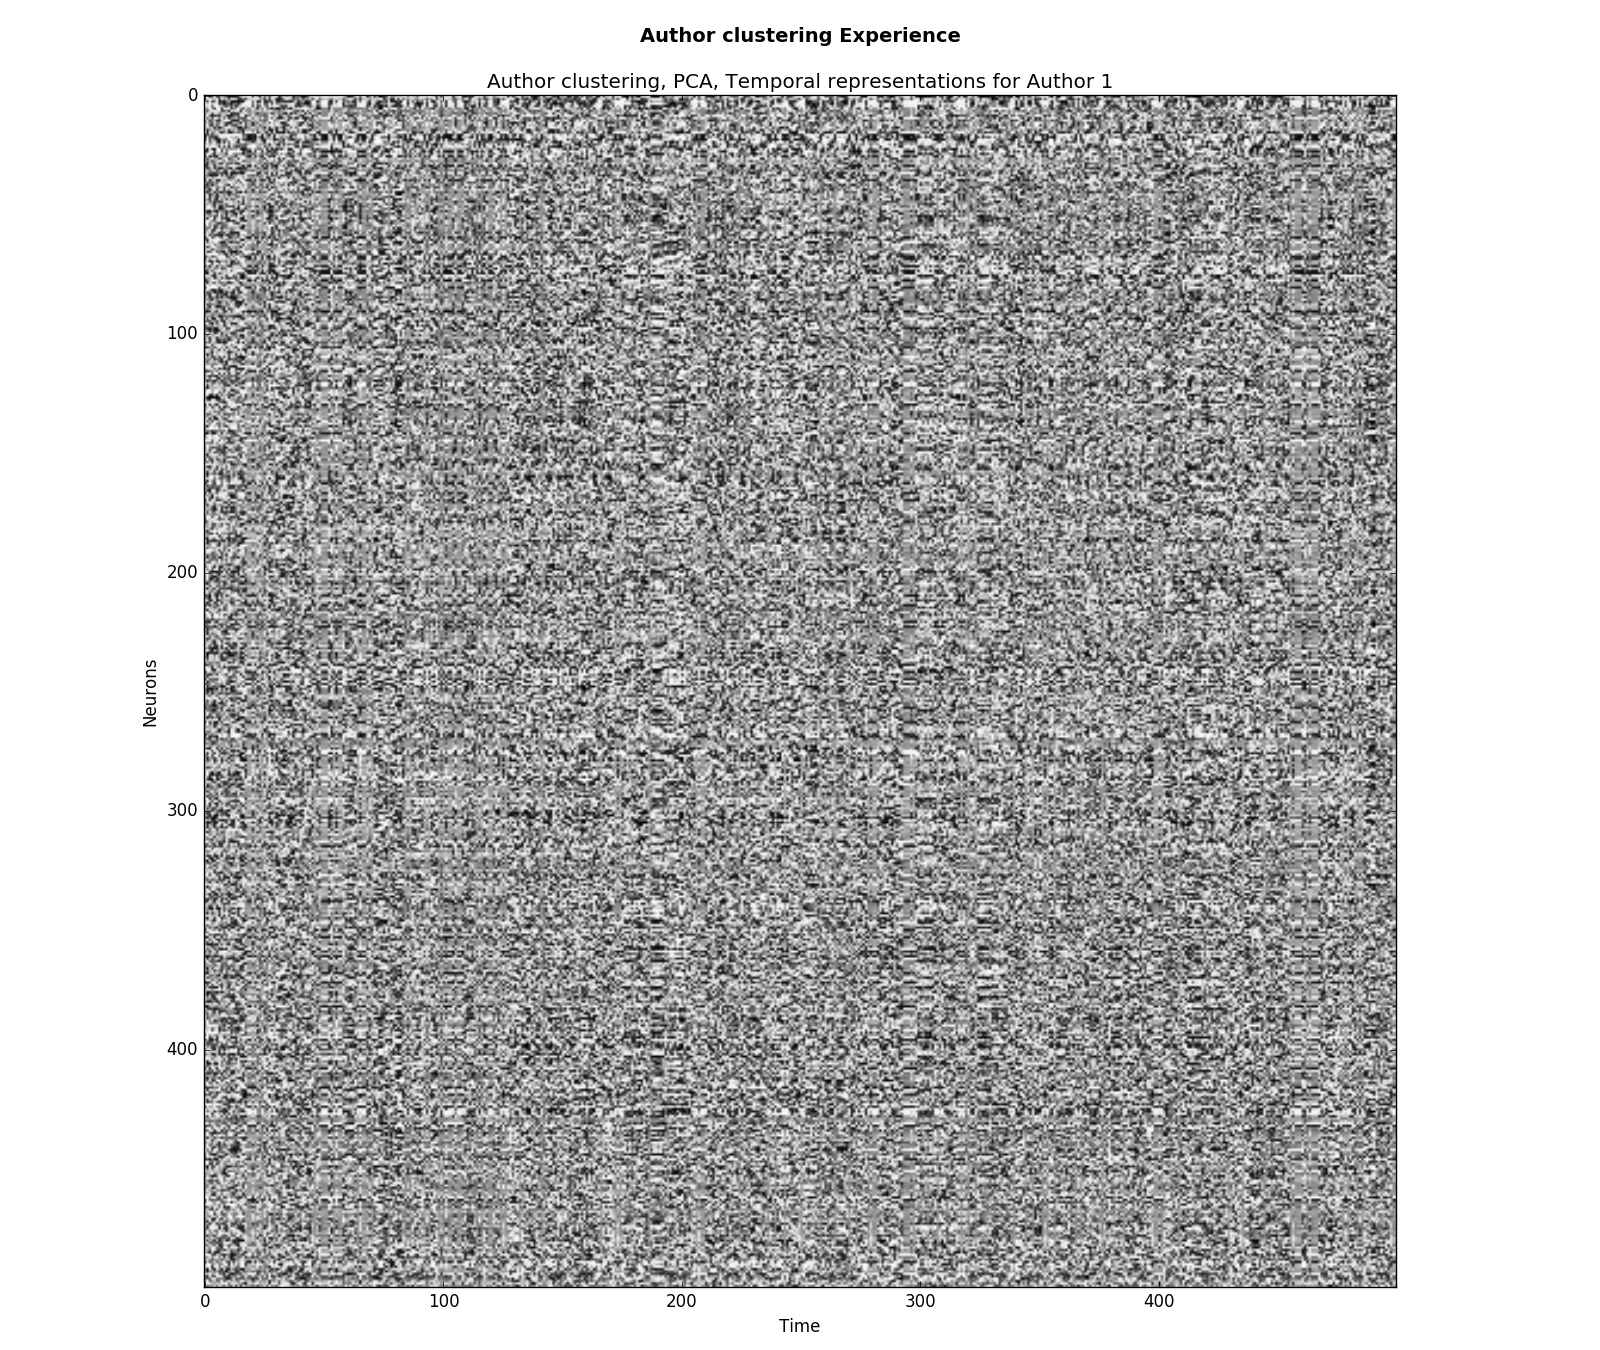 Author clustering Experience
Author clustering, PCA, Temporal representations for Author 1
0
100
200
300
400
Neurons
0 100 200 300 400
Time